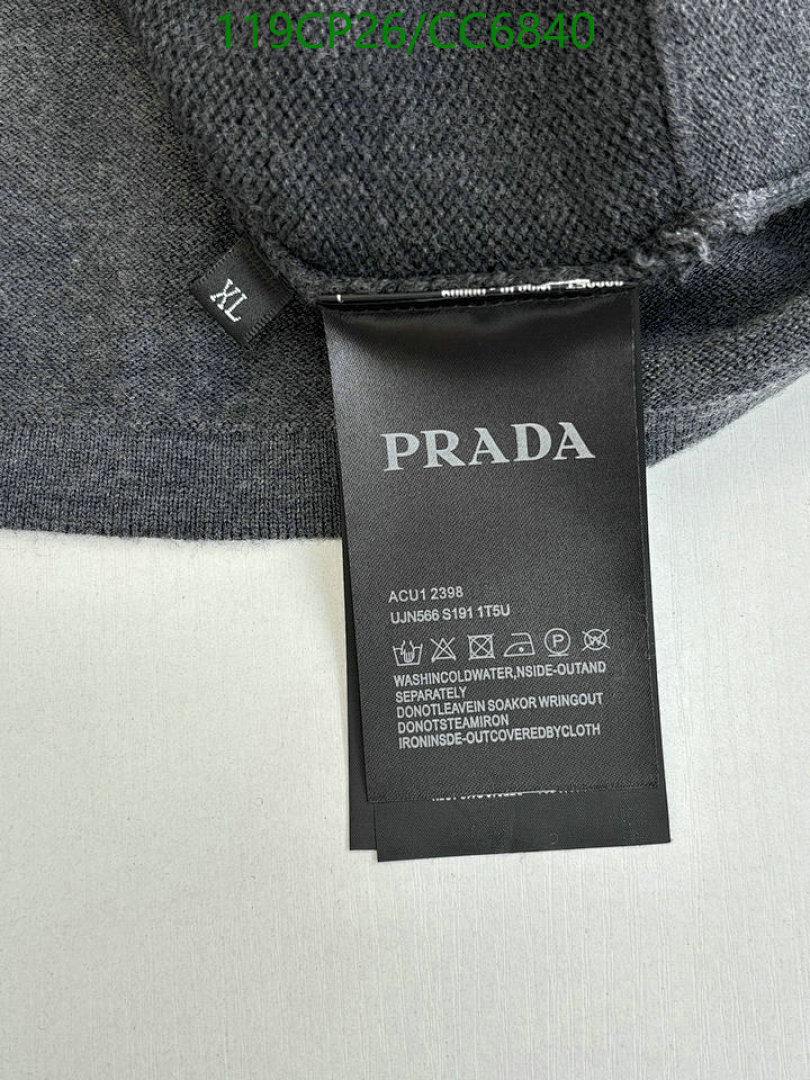 119CP26/CC6840
XL
PRADA
ACU1 2398
UJN566 S191 1T5U
WASHINCOLDWATER,NSIDE-OUTAND
SEPARATELY
DONOTLEAVEIN SOAKOR WRINGOUT
DONOTSTEAMIRON
IRONINSDE-OUTCOVEREDBYCLOTH